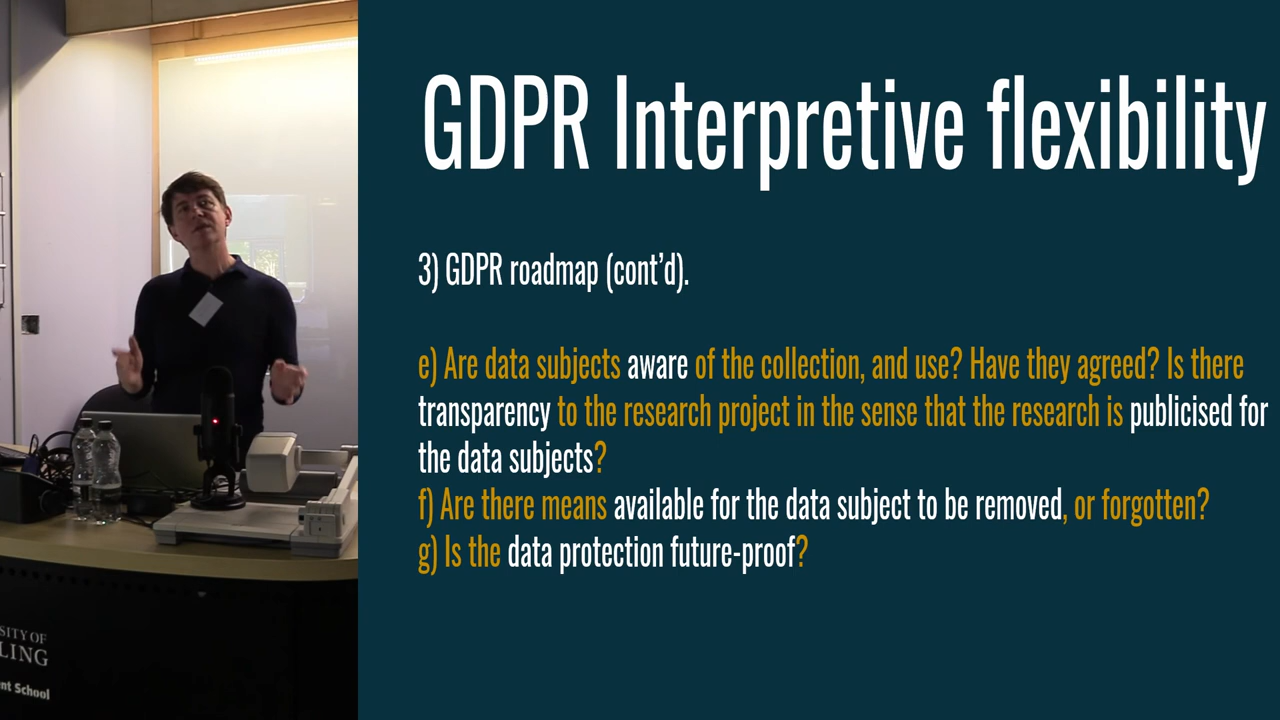 GDPR Interpretive flexibility
3) GDPR roadmap (cont’d).
e) Are data subjects aware of the collection, and use? Have they agreed? Is there
transparency to the research project in the sense that the research is publicised for
the data subjects?
f) Are there means available for the data subject to be removed, or forgotten?
g) Is the data protection future-proof?
SITY OF
LING
nt School